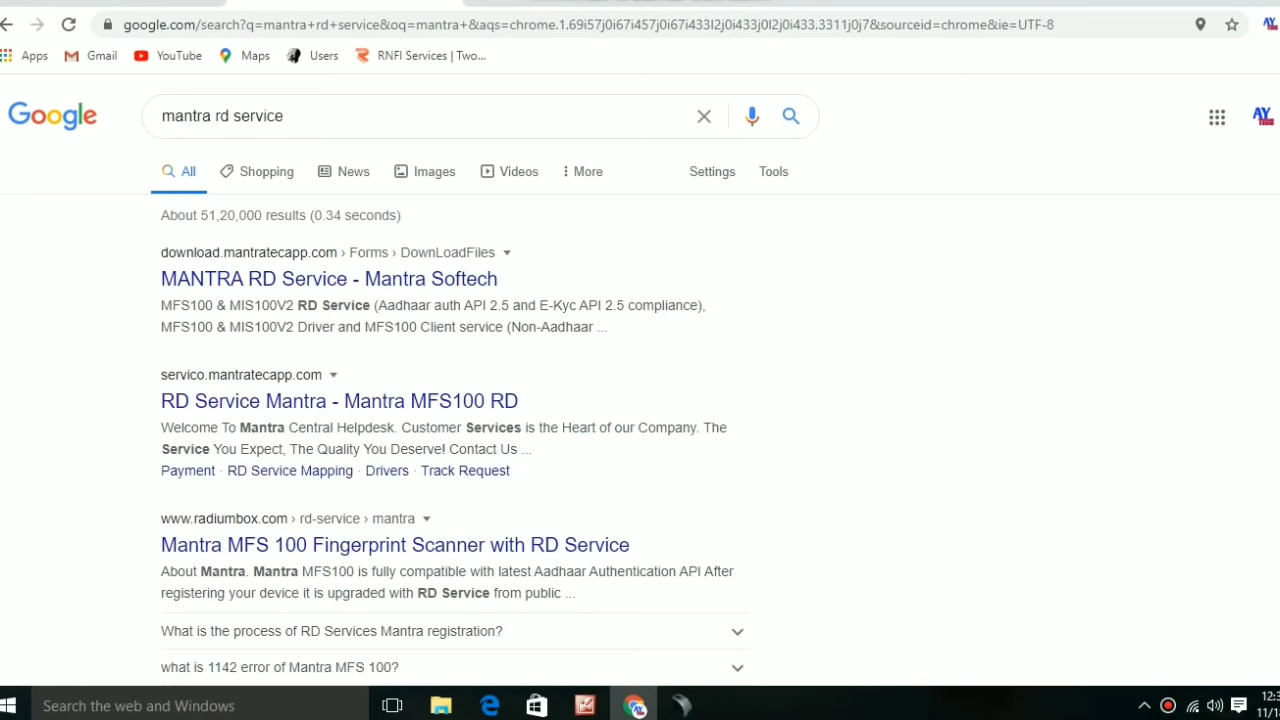 google.com/search?q=mantra+rd+service&oq=mantra+&aqs=chrome.1.69i57j0i67i457j0i67i433l2j0i433j0l2j0i433.3311j0j7&sourceid=chrome&ie=UTF-8
Apps Gmail YouTube Maps Users RNFI Services | Two...
Google mantra rd service AY
All Shopping News Images Videos More Settings Tools
About 51,20,000 results (0.34 seconds)
download.mantratecapp.com › Forms › DownLoadFiles
MANTRA RD Service - Mantra Softech
MFS100 & MIS100V2 RD Service (Aadhaar auth API 2.5 and E-Kyc API 2.5 compliance),
MFS100 & MIS100V2 Driver and MFS100 Client service (Non-Aadhaar ...
servico.mantratecapp.com
RD Service Mantra - Mantra MFS100 RD
Welcome To Mantra Central Helpdesk. Customer Services is the Heart of our Company. The
Service You Expect, The Quality You Deserve! Contact Us ...
Payment · RD Service Mapping · Drivers · Track Request
www.radiumbox.com › rd-service › mantra
Mantra MFS 100 Fingerprint Scanner with RD Service
About Mantra. Mantra MFS100 is fully compatible with latest Aadhaar Authentication API After
registering your device it is upgraded with RD Service from public ...
What is the process of RD Services Mantra registration?
what is 1142 error of Mantra MFS 100?
Search the web and Windows
12:3
11/1